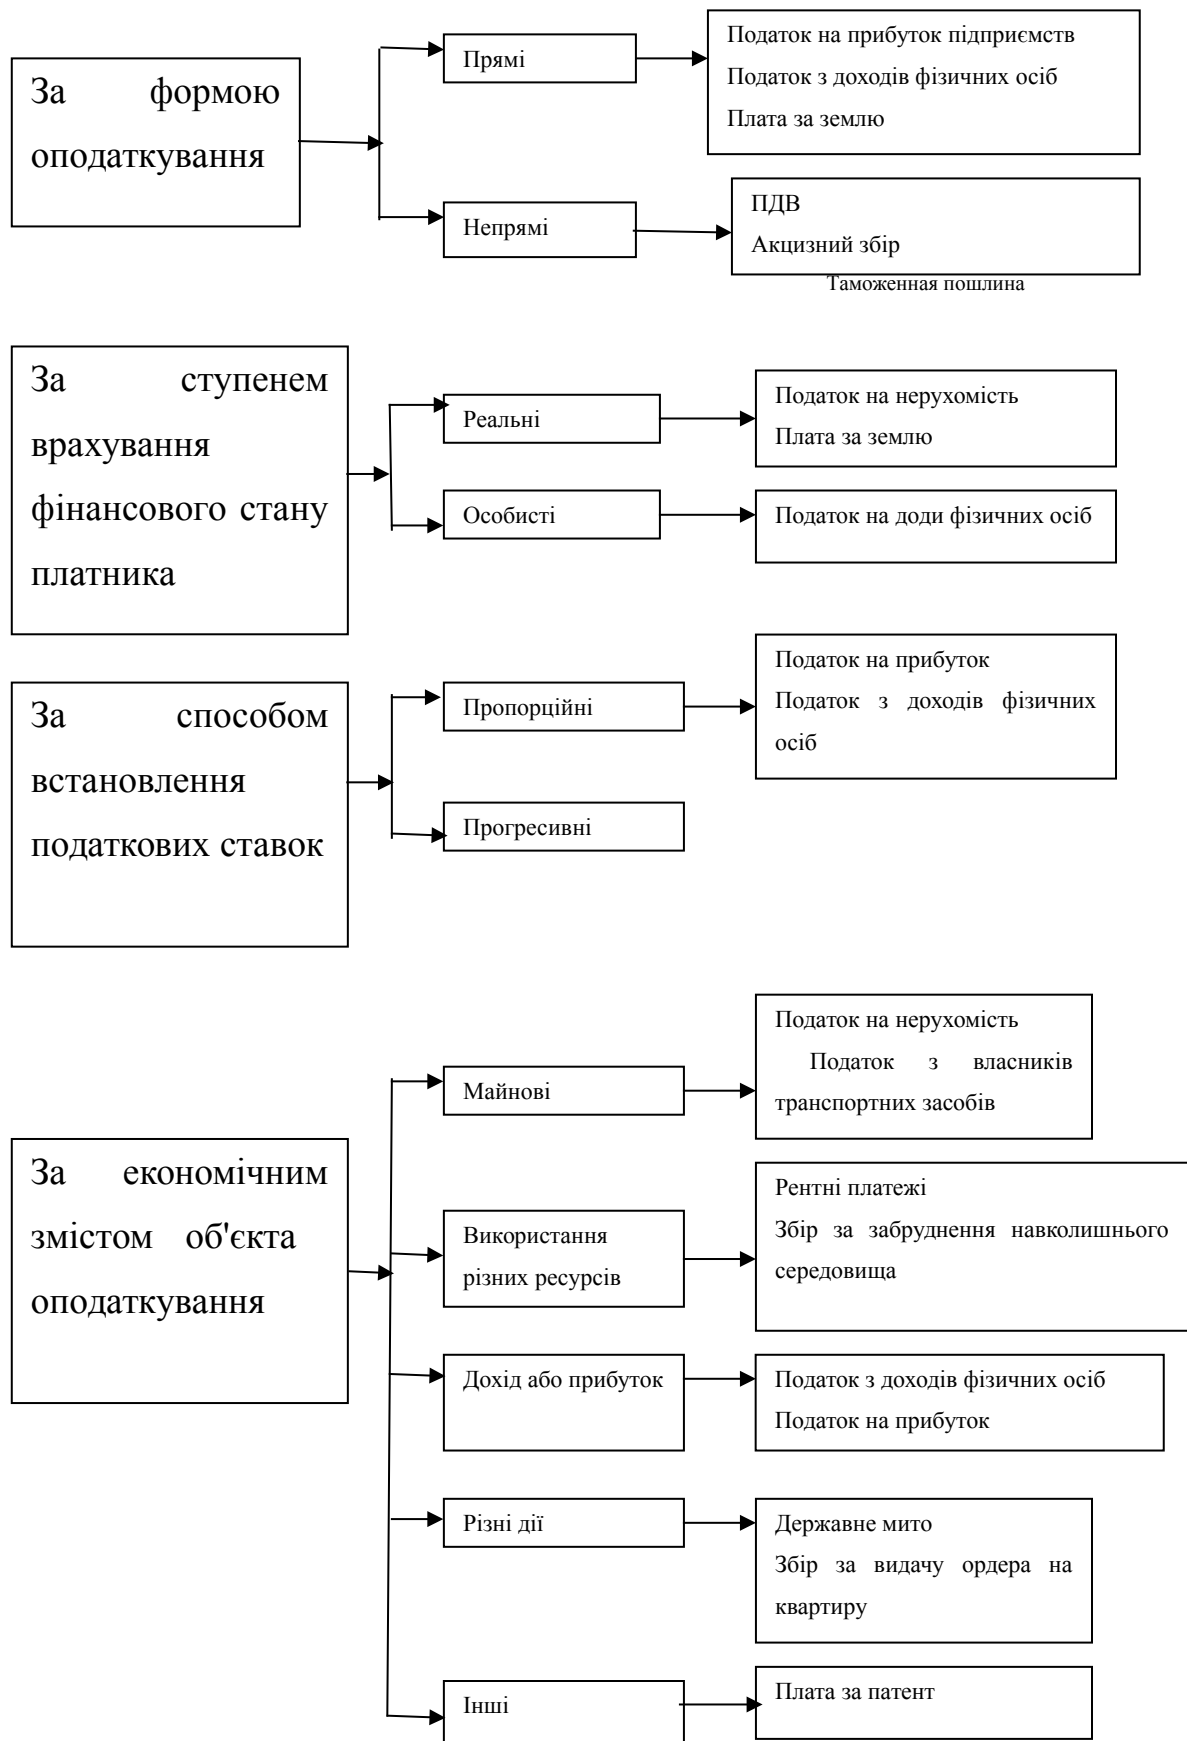 За формою
оподаткування
Прямі
Податок на прибуток підприємств
Податок з доходів фізичних осіб
Плата за землю
Непрямі
ПДВ
Акцизний збір
Таможенная пошлина
За ступенем
врахування
фінансового стану
платника
Реальні
Податок на нерухомість
Плата за землю
Особисті
Податок на доди фізичних осіб
За способом
встановлення
податкових ставок
Пропорційні
Податок на прибуток
Податок з доходів фізичних
осіб
Прогресивні
За економічним
змістом об'єкта
оподаткування
Майнові
Податок на нерухомість
Податок з власників
транспортних засобів
Використання
різних ресурсів
Рентні платежі
Збір за забруднення навколишнього
середовища
Дохід або прибуток
Податок з доходів фізичних осіб
Податок на прибуток
Різні дії
Державне мито
Збір за видачу ордера на
квартиру
Інші
Плата за патент